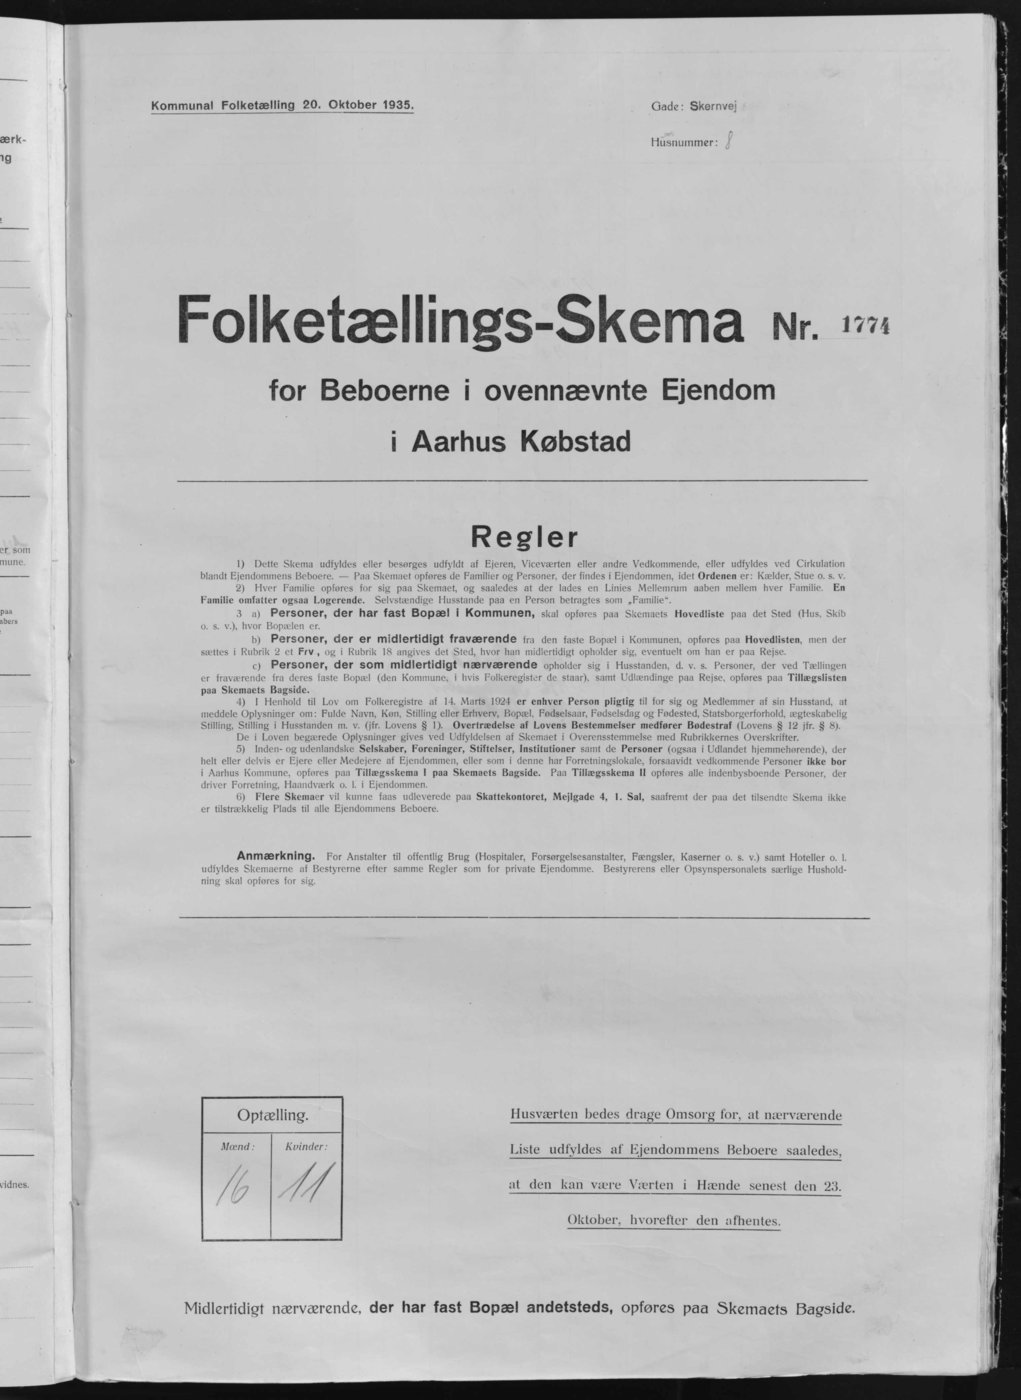 Kommunal Folketælling 20. Oktober 1935.
Gade: Skernvej
Husnummer: 8
Folketællings-Skema Nr. 1774
for Beboerne i ovennævnte Ejendom
i Aarhus Købstad
Regler
1) Dette Skema udfyldes eller besørges udfyldt af Ejeren, Viceværten eller andre Vedkommende, eller udfyldes ved Cirkulation
blandt Ejendommens Beboere. — Paa Skemaet opføres de Familier og Personer, der findes i Ejendommen, idet Ordenen er: Kælder, Stue o. s. v.
2) Hver Familie opføres for sig paa Skemaet, og saaledes at der lades en Linies Mellemrum aaben mellem hver Familie. En
Familie omfatter ogsaa Logerende. Selvstændige Husstande paa en Person betragtes som „Familie".
3 a) Personer, der har fast Bopæl i Kommunen, skal opføres paa Skemaets Hovedliste paa det Sted (Hus, Skib
o. s. v.), hvor Bopælen er.
b) Personer, der er midlertidigt fraværende fra den faste Bopæl i Kommunen, opføres paa Hovedlisten, men der
sættes i Rubrik 2 et Frv., og i Rubrik 18 angives det Sted, hvor han midlertidigt opholder sig, eventuelt om han er paa Rejse.
c) Personer, der som midlertidigt nærværende opholder sig i Husstanden, d. v. s. Personer, der ved Tællingen
er fraværende fra deres faste Bopæl (den Kommune, i hvis Folkeregister de staar), samt Udlændinge paa Rejse, opføres paa Tillægslisten
paa Skemaets Bagside.
4) I Henhold til Lov om Folkeregistre af 14. Marts 1924 er enhver Person pligtig til for sig og Medlemmer af sin Husstand, at
meddele Oplysninger om: Fulde Navn, Køn, Stilling eller Erhverv, Bopæl, Fødselsaar, Fødselsdag og Fødested, Statsborgerforhold, ægteskabelig
Stilling, Stilling i Husstanden m. v. (jfr. Lovens § 1). Overtrædelse af Lovens Bestemmelser medfører Bødestraf (Lovens § 12 jfr. § 8).
De i Loven begærede Oplysninger gives ved Udfyldelsen af Skemaet i Overensstemmelse med Rubrikkernes Overskrifter.
5) Inden- og udenlandske Selskaber, Foreninger, Stiftelser, Institutioner samt de Personer (ogsaa i Udlandet hjemmehørende), der
helt eller delvis er Ejere eller Medejere af Ejendommen, eller som i denne har Forretningslokale, forsaavidt vedkommende Personer ikke bor
i Aarhus Kommune, opføres paa Tillægsskema I paa Skemaets Bagside. Paa Tillægsskema II opføres alle indenbysboende Personer, der
driver Forretning, Haandværk o. l. i Ejendommen.
6) Flere Skemaer vil kunne faas udleverede paa Skattekontoret, Mejlgade 4, 1. Sal, saafremt der paa det tilsendte Skema ikke
er tilstrækkelig Plads til alle Ejendommens Beboere.
Anmærkning. For Anstalter til offentlig Brug (Hospitaler, Forsørgelsesanstalter, Fængsler, Kaserner o. s. v.) samt Hoteller o. l.
udfyldes Skemaerne af Bestyrerne efter samme Regler som for private Ejendomme. Bestyrerens eller Opsynspersonalets særlige Hushold-
ning skal opføres for sig.
Optælling.
Mænd: Kvinder:
16 11
Husværten bedes drage Omsorg for, at nærværende
Liste udfyldes af Ejendommens Beboere saaledes,
at den kan være Værten i Hænde senest den 23.
Oktober, hvorefter den afhentes.
Midlertidigt nærværende, der har fast Bopæl andetsteds, opføres paa Skemaets Bagside.